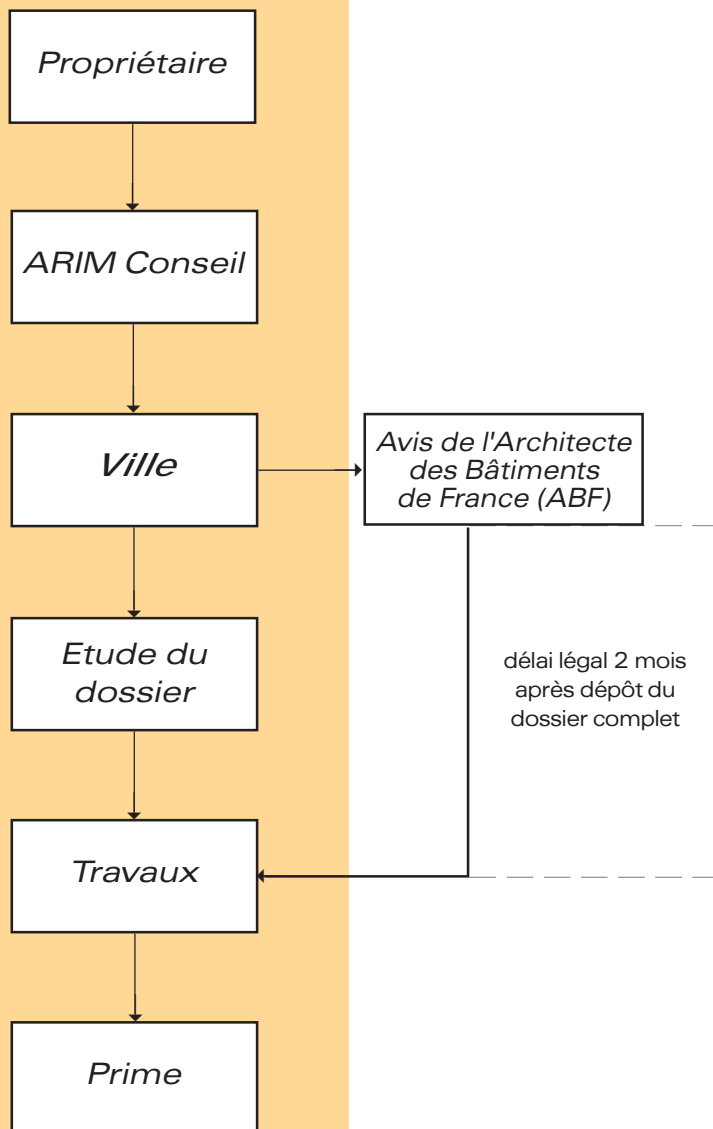 Propriétaire
ARIM Conseil
Ville
Avis de l'Architecte
des Bâtiments
de France (ABF)
Etude du
dossier
délai légal 2 mois
après dépôt du
dossier complet
Travaux
Prime